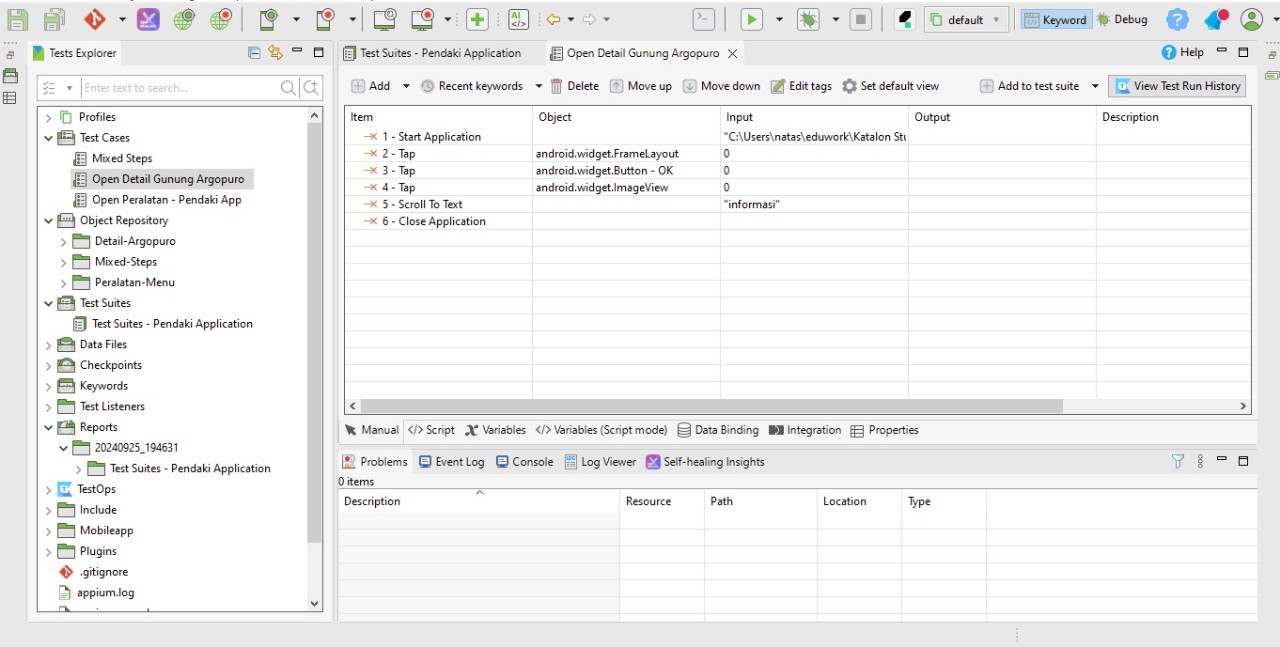 default
Keyword
Debug
Tests Explorer
Enter text to search...
Profiles
Test Cases
Mixed Steps
Open Detail Gunung Argopuro
Open Peralatan - Pendaki App
Object Repository
Detail-Argopuro
Mixed-Steps
Peralatan-Menu
Test Suites
Test Suites - Pendaki Application
Data Files
Checkpoints
Keywords
Test Listeners
Reports
20240925_194631
Test Suites - Pendaki Application
TestOps
Include
Mobileapp
Plugins
.gitignore
appium.log
Test Suites - Pendaki Application
Open Detail Gunung Argopuro
Help
Add
Recent keywords
Delete
Move up
Move down
Edit tags
Set default view
Add to test suite
View Test Run History
Item Object Input Output Description
1 - Start Application "C:\Users\natas\eduwork\Katalon Stu
2 - Tap android.widget.FrameLayout 0
3 - Tap android.widget.Button - OK 0
4 - Tap android.widget.ImageView 0
5 - Scroll To Text "informasi"
6 - Close Application
Manual </> Script Variables </> Variables (Script mode) Data Binding Integration Properties
Problems Event Log Console Log Viewer Self-healing Insights
0 items
Description Resource Path Location Type